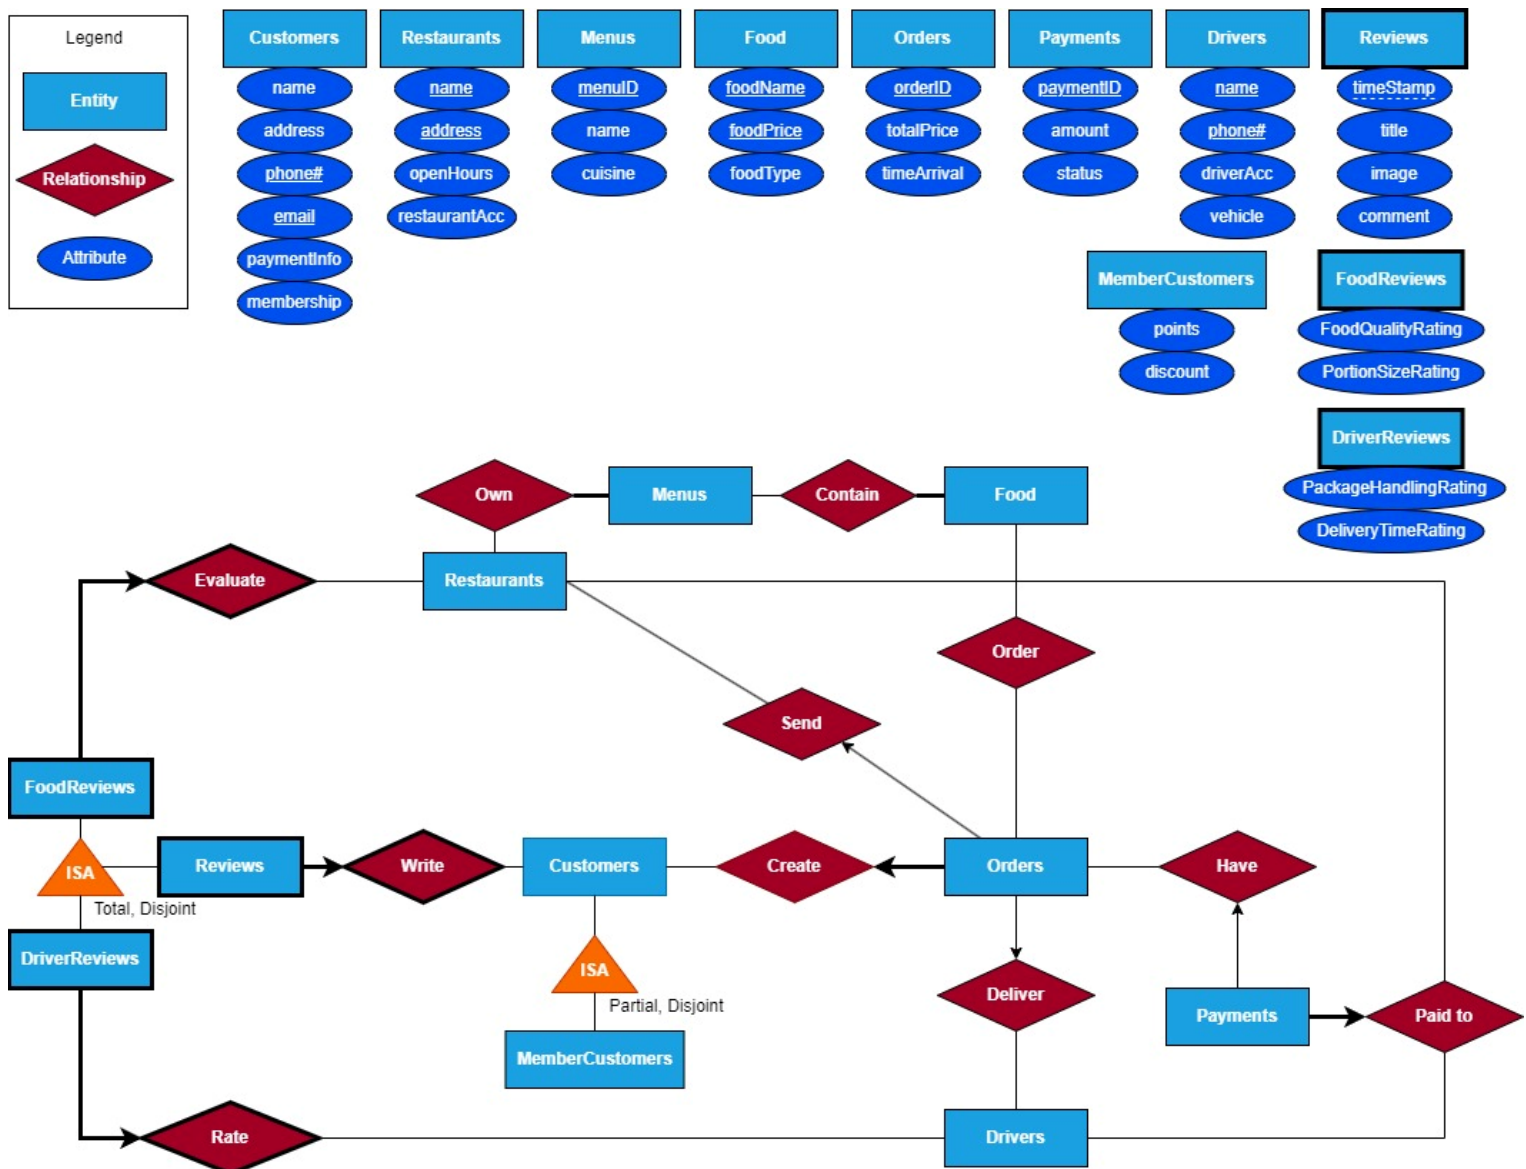 Legend
Entity
Relationship
Attribute
Customers
name
address
phone#
email
paymentInfo
membership
Restaurants
name
address
openHours
restaurantAcc
Menus
menuID
name
cuisine
Food
foodName
foodPrice
foodType
Orders
orderID
totalPrice
timeArrival
Payments
paymentID
amount
status
Drivers
name
phone#
driverAcc
vehicle
Reviews
timeStamp
title
image
comment
MemberCustomers
points
discount
FoodReviews
FoodQualityRating
PortionSizeRating
DriverReviews
PackageHandlingRating
DeliveryTimeRating
Own
Menus
Contain
Food
Evaluate
Restaurants
Order
Send
FoodReviews
ISA
Total, Disjoint
Reviews
Write
Customers
Create
Orders
Have
DriverReviews
ISA
Partial, Disjoint
Deliver
Payments
Paid to
MemberCustomers
Rate
Drivers